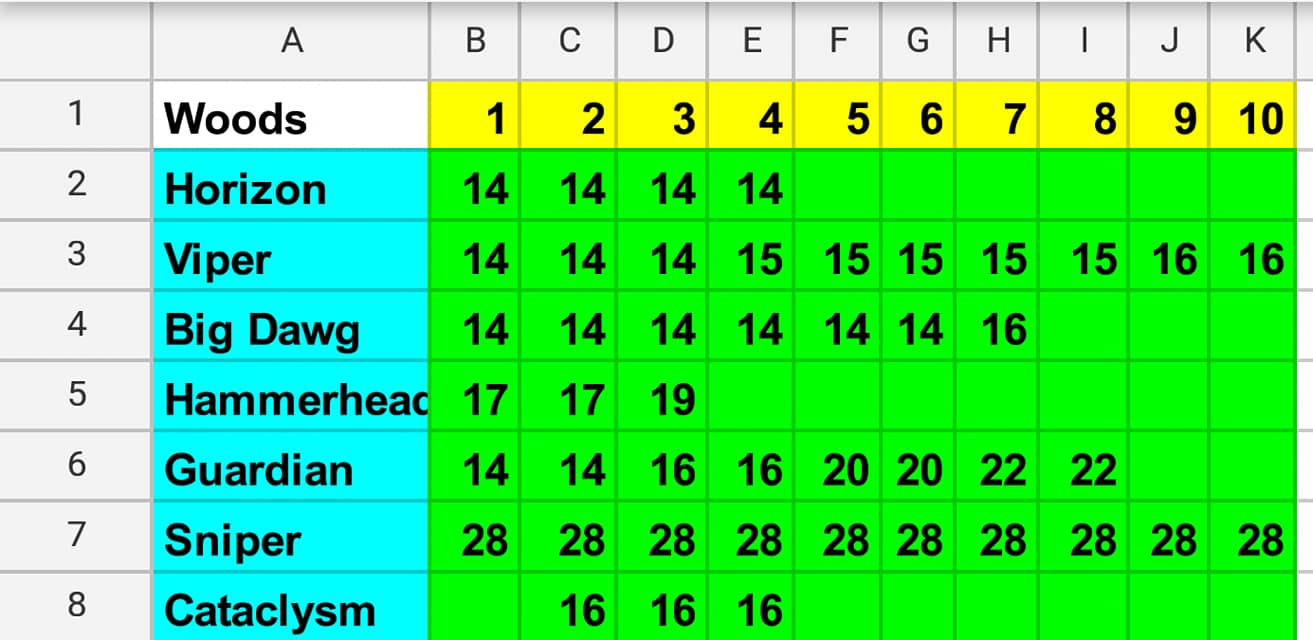 A B C D E F G H I J K
1 Woods 1 2 3 4 5 6 7 8 9 10
2 Horizon 14 14 14 14
3 Viper 14 14 14 15 15 15 15 15 16 16
4 Big Dawg 14 14 14 14 14 14 16
5 Hammerhead 17 17 19
6 Guardian 14 14 16 16 20 20 22 22
7 Sniper 28 28 28 28 28 28 28 28 28 28
8 Cataclysm 16 16 16